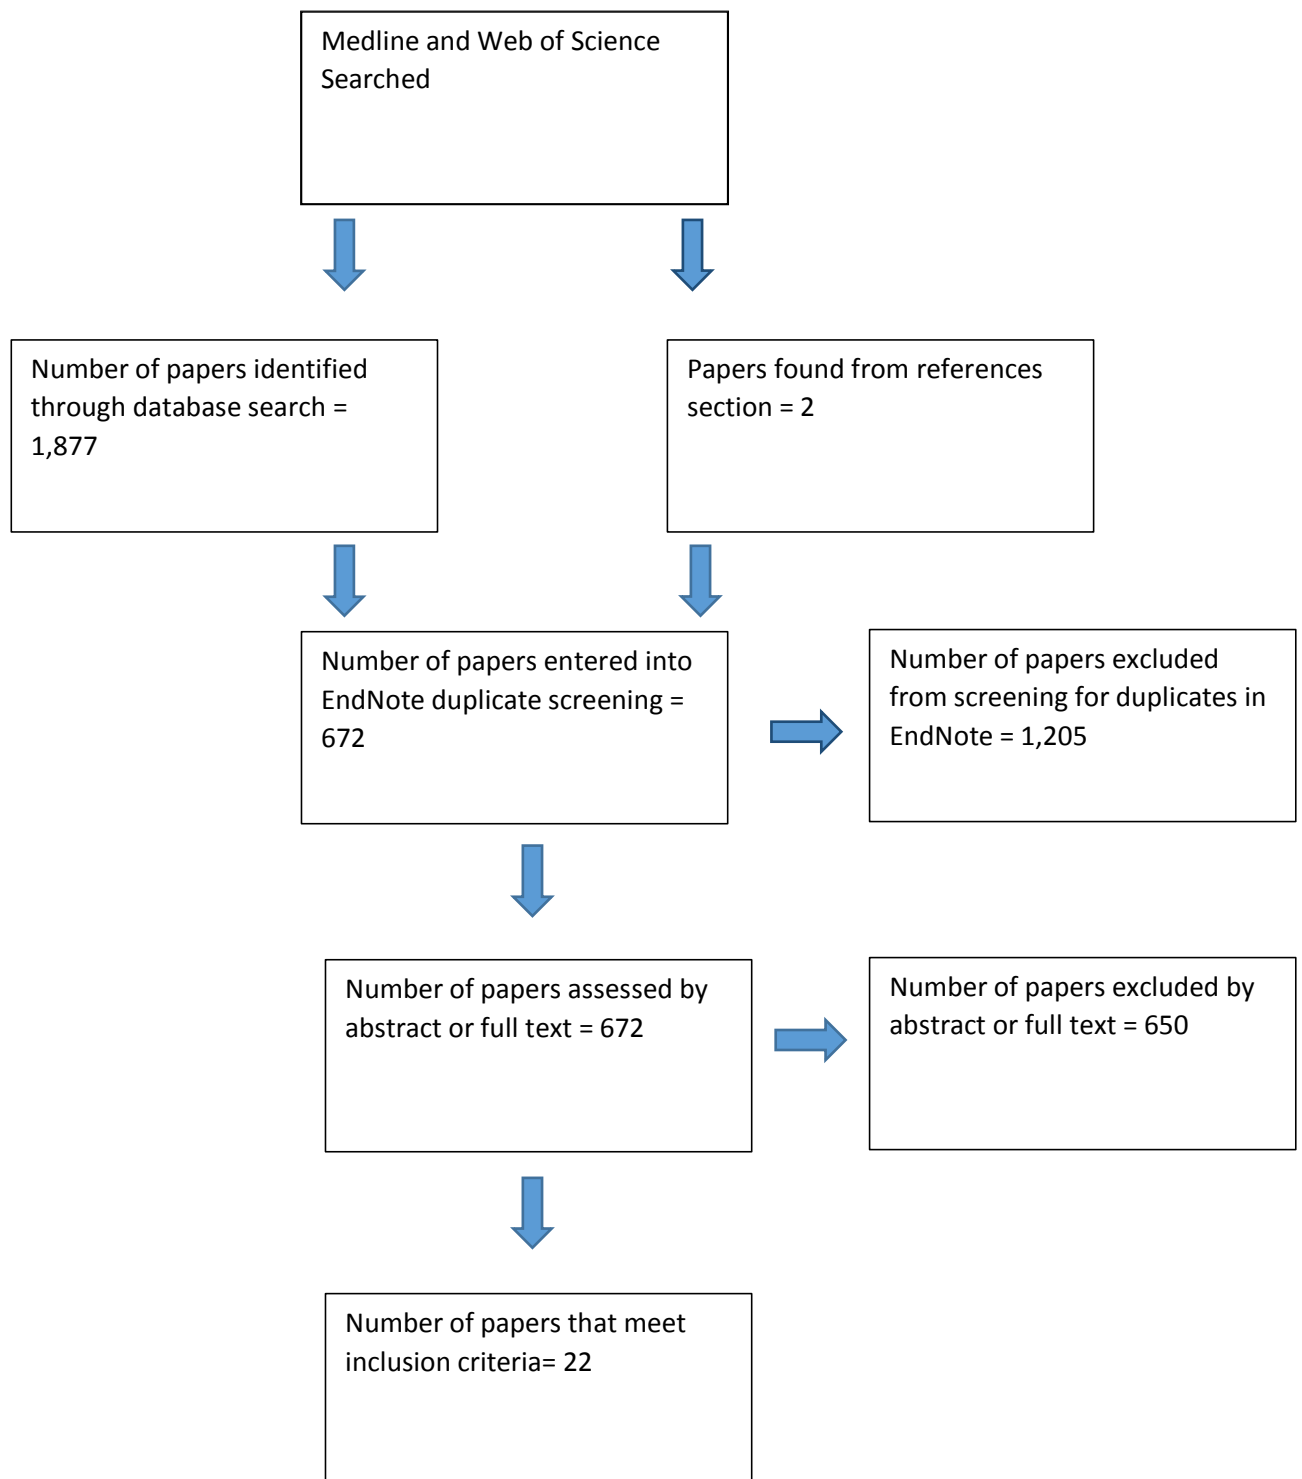 Medline and Web of Science
Searched
Number of papers identified
through database search =
1,877
Papers found from references
section = 2
Number of papers entered into
EndNote duplicate screening =
672
Number of papers excluded
from screening for duplicates in
EndNote = 1,205
Number of papers assessed by
abstract or full text = 672
Number of papers excluded by
abstract or full text = 650
Number of papers that meet
inclusion criteria= 22